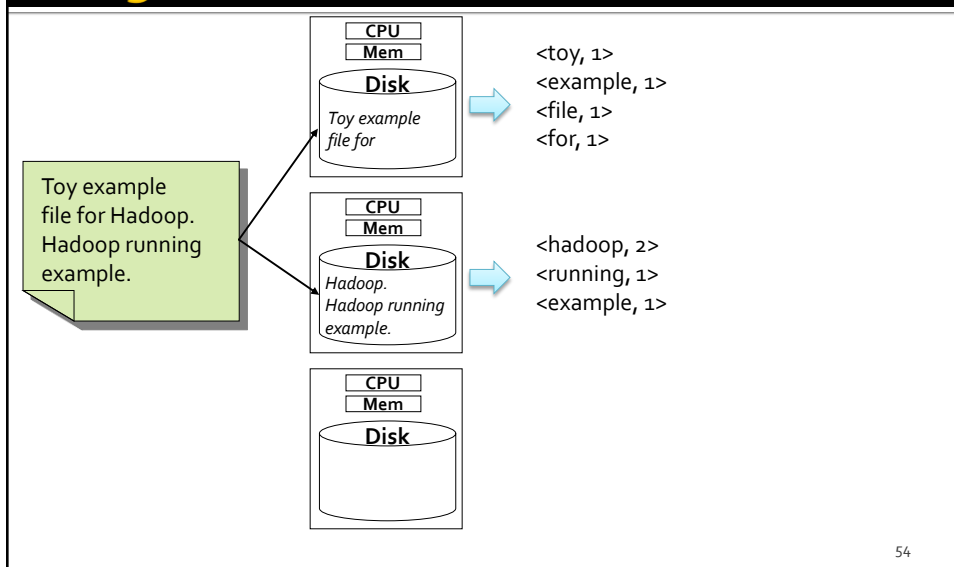 CPU
Mem
Disk
Toy example
file for
<toy, 1>
<example, 1>
<file, 1>
<for, 1>
Toy example
file for Hadoop.
Hadoop running
example.
CPU
Mem
Disk
Hadoop.
Hadoop running
example.
<hadoop, 2>
<running, 1>
<example, 1>
CPU
Mem
Disk
54